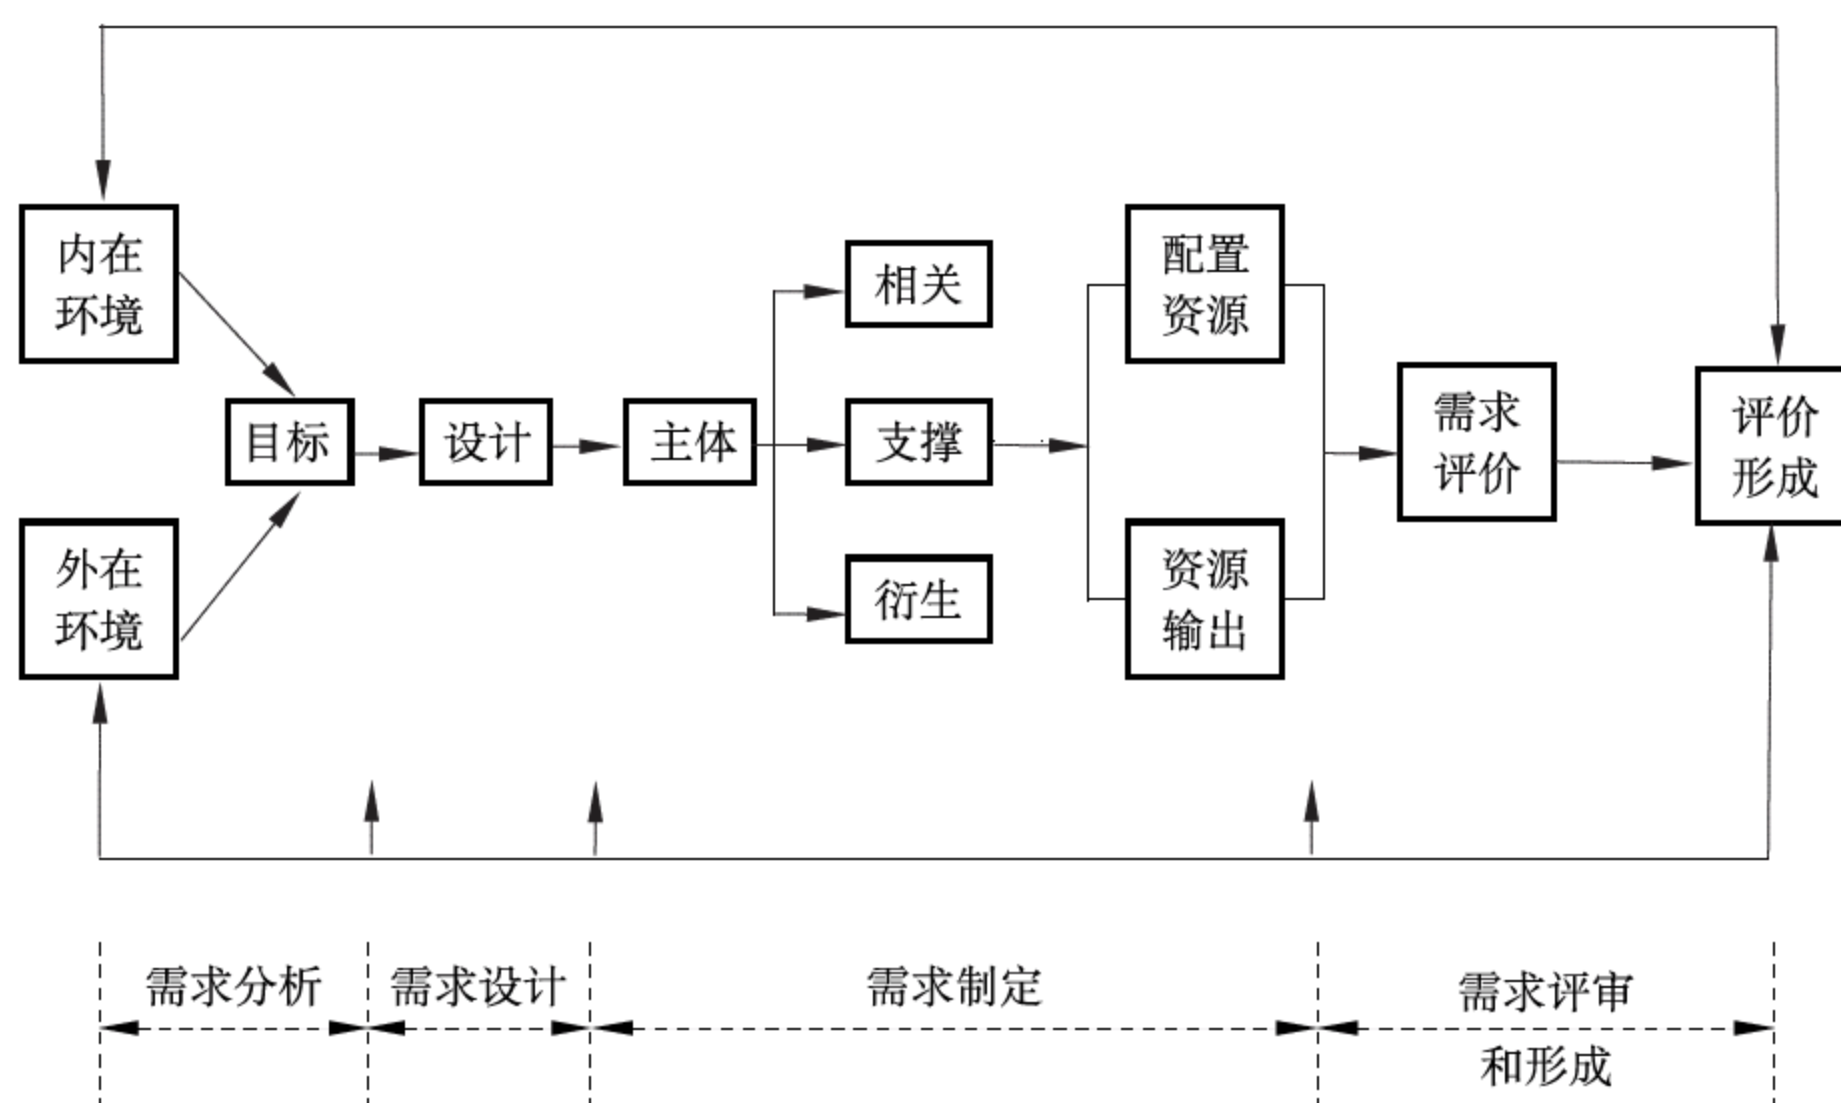 内在
环境
外在
环境
目标
设计
主体
相关
支撑
衍生
配置
资源
资源
输出
需求
评价
评价
形成
需求分析
需求设计
需求制定
需求评审
和形成